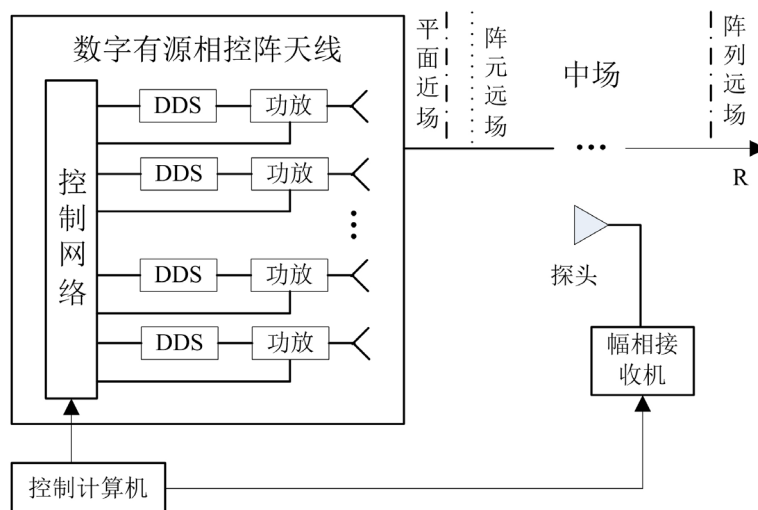 数字有源相控阵天线
控制网络
DDS
功放
DDS
功放
DDS
功放
DDS
功放
平面近场
阵元远场
中场
阵列远场
R
探头
幅相接
收机
控制计算机